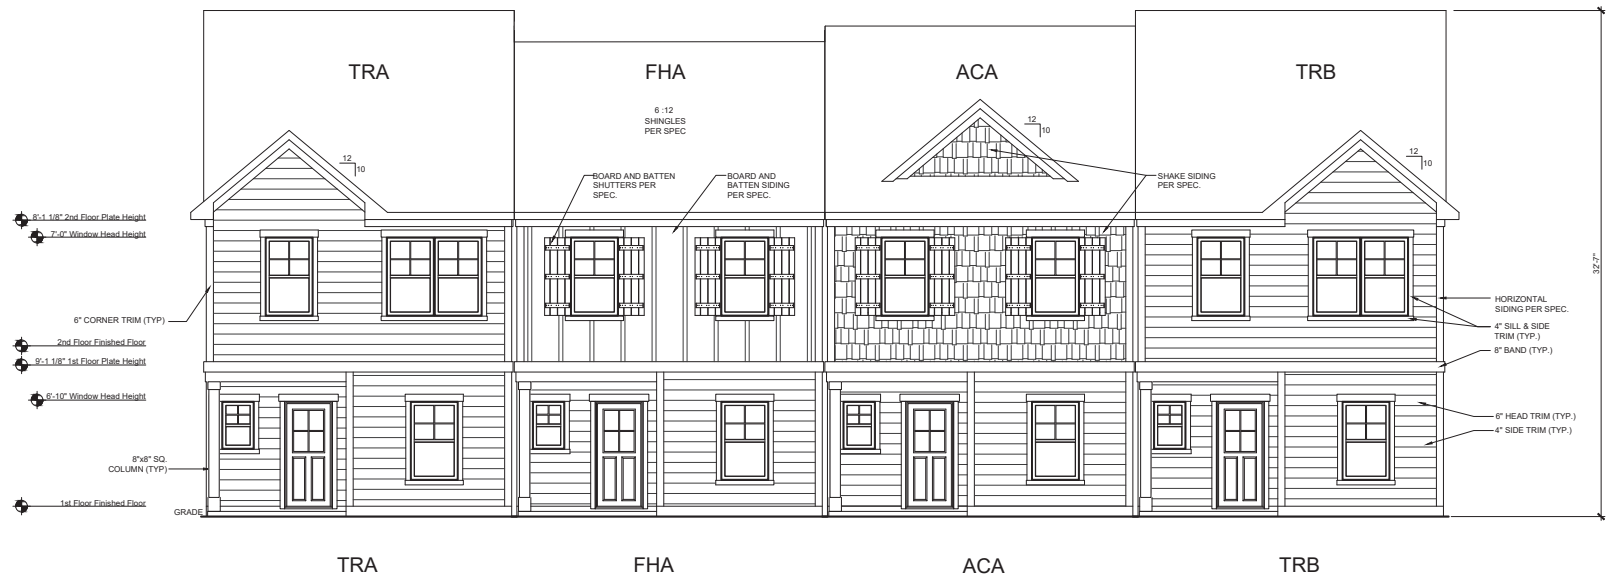 TRA
FHA
ACA
TRB
6 :12
SHINGLES
PER SPEC
12
10
12
10
12
10
BOARD AND BATTEN
SHUTTERS PER
SPEC.
BOARD AND
BATTEN SIDING
PER SPEC.
SHAKE SIDING
PER SPEC.
8'-1 1/8" 2nd Floor Plate Height
7'-0" Window Head Height
6" CORNER TRIM (TYP)
2nd Floor Finished Floor
9'-1 1/8" 1st Floor Plate Height
6'-10" Window Head Height
8"x8" SQ.
COLUMN (TYP)
1st Floor Finished Floor
GRADE
32'-7"
HORIZONTAL
SIDING PER SPEC.
4" SILL & SIDE
TRIM (TYP.)
8" BAND (TYP.)
6" HEAD TRIM (TYP.)
4" SIDE TRIM (TYP.)
TRA
FHA
ACA
TRB